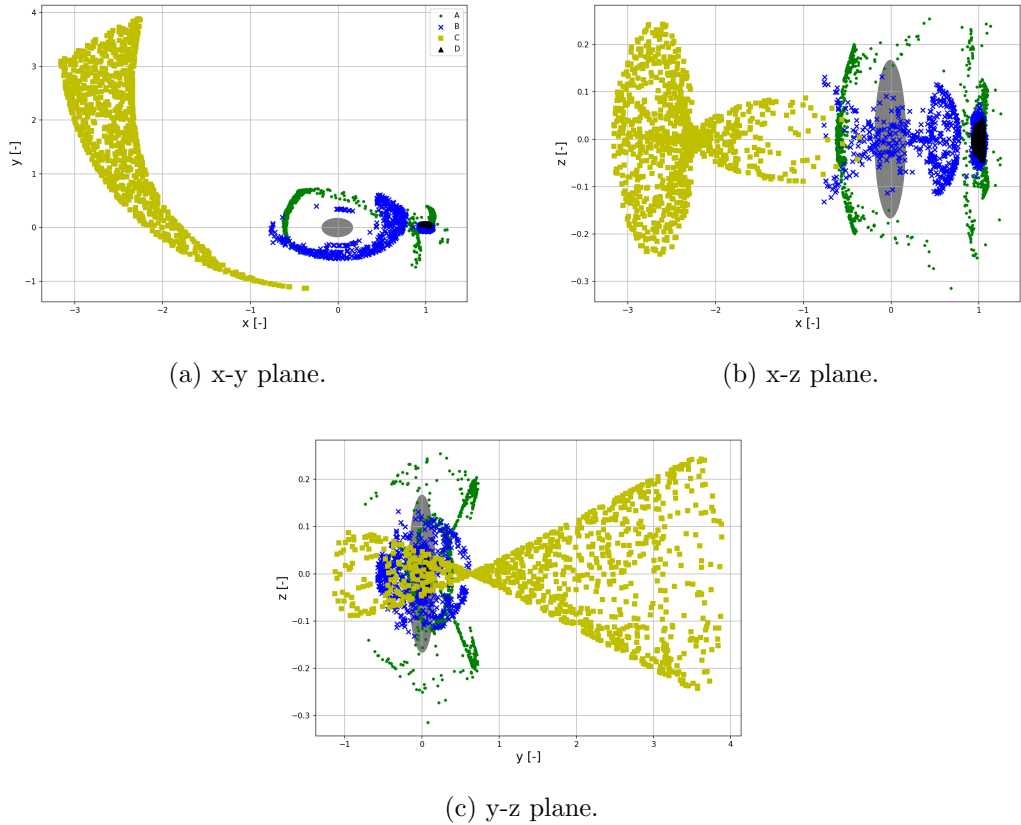 4
3
2
1
0
−1
y [-]
−3
−2
−1
0
1
x [-]
A
B
C
D
0.2
0.1
0.0
−0.1
−0.2
−0.3
z [-]
−3
−2
−1
0
1
x [-]
(a) x-y plane.
(b) x-z plane.
0.2
0.1
0.0
−0.1
−0.2
−0.3
z [-]
−1
0
1
2
3
4
y [-]
(c) y-z plane.